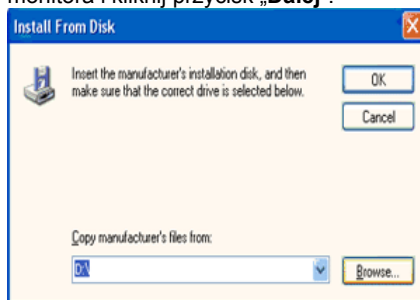 monitora i kliknij przycisk „Dalej”.
Install From Disk
Insert the manufacturer's installation disk, and then
make sure that the correct drive is selected below.
OK
Cancel
Copy manufacturer's files from:
D:\
Browse...